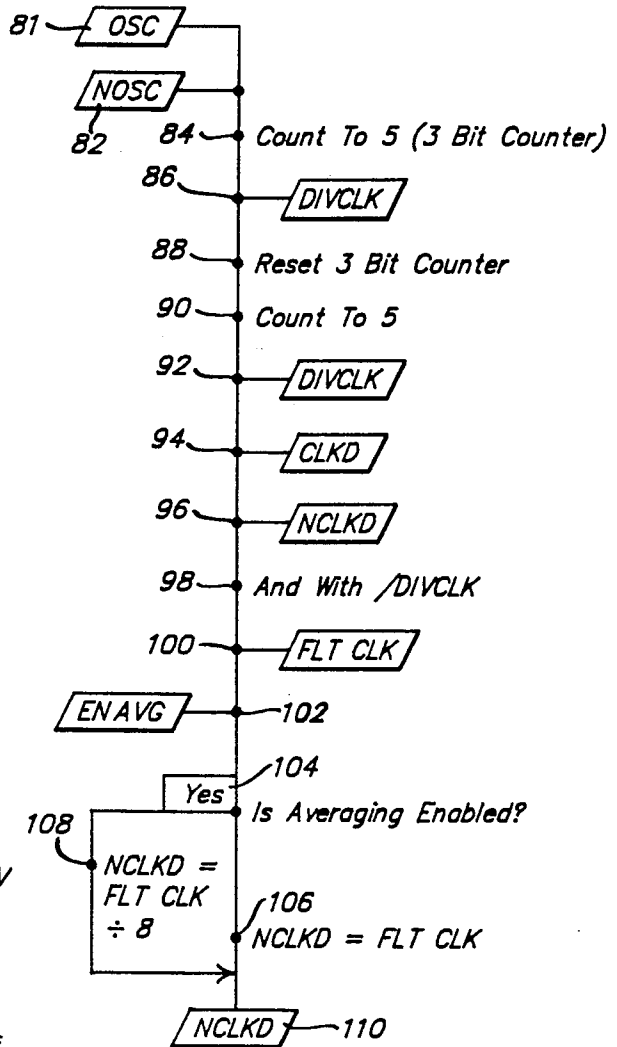 81 OSC
NOSC
82
84 Count To 5 (3 Bit Counter)
86 DIVCLK
88 Reset 3 Bit Counter
90 Count To 5
92 DIVCLK
94 CLKD
96 NCLKD
98 And With /DIVCLK
100 FLT CLK
EN AVG 102
104
Yes Is Averaging Enabled?
108
NCLKD =
FLT CLK
÷ 8
106
NCLKD = FLT CLK
NCLKD 110